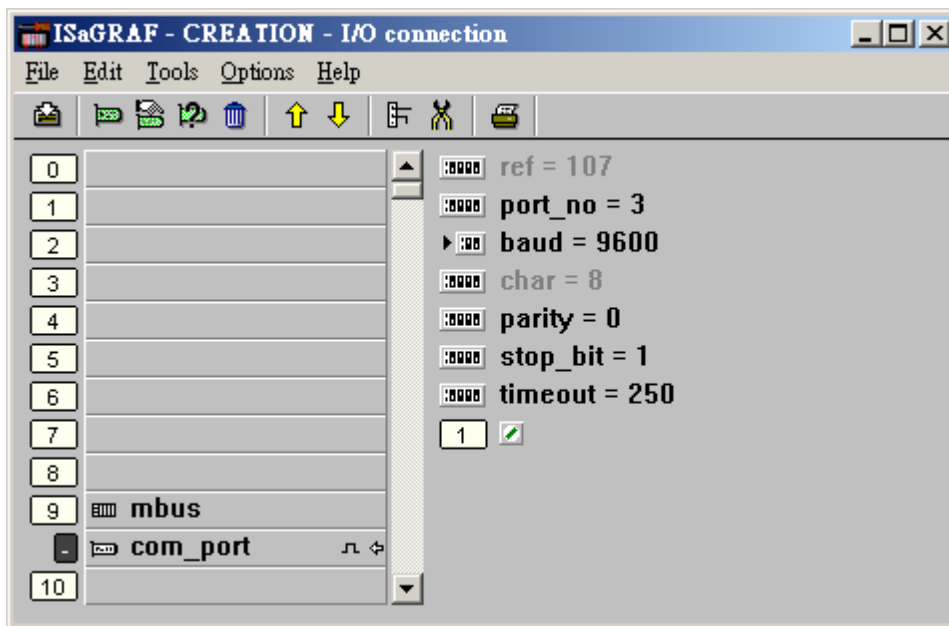 ISaGRAF - CREATION - I/O connection
File Edit Tools Options Help
0
1
2
3
4
5
6
7
8
9 mbus
- com_port
10
ref = 107
port_no = 3
baud = 9600
char = 8
parity = 0
stop_bit = 1
timeout = 250
1